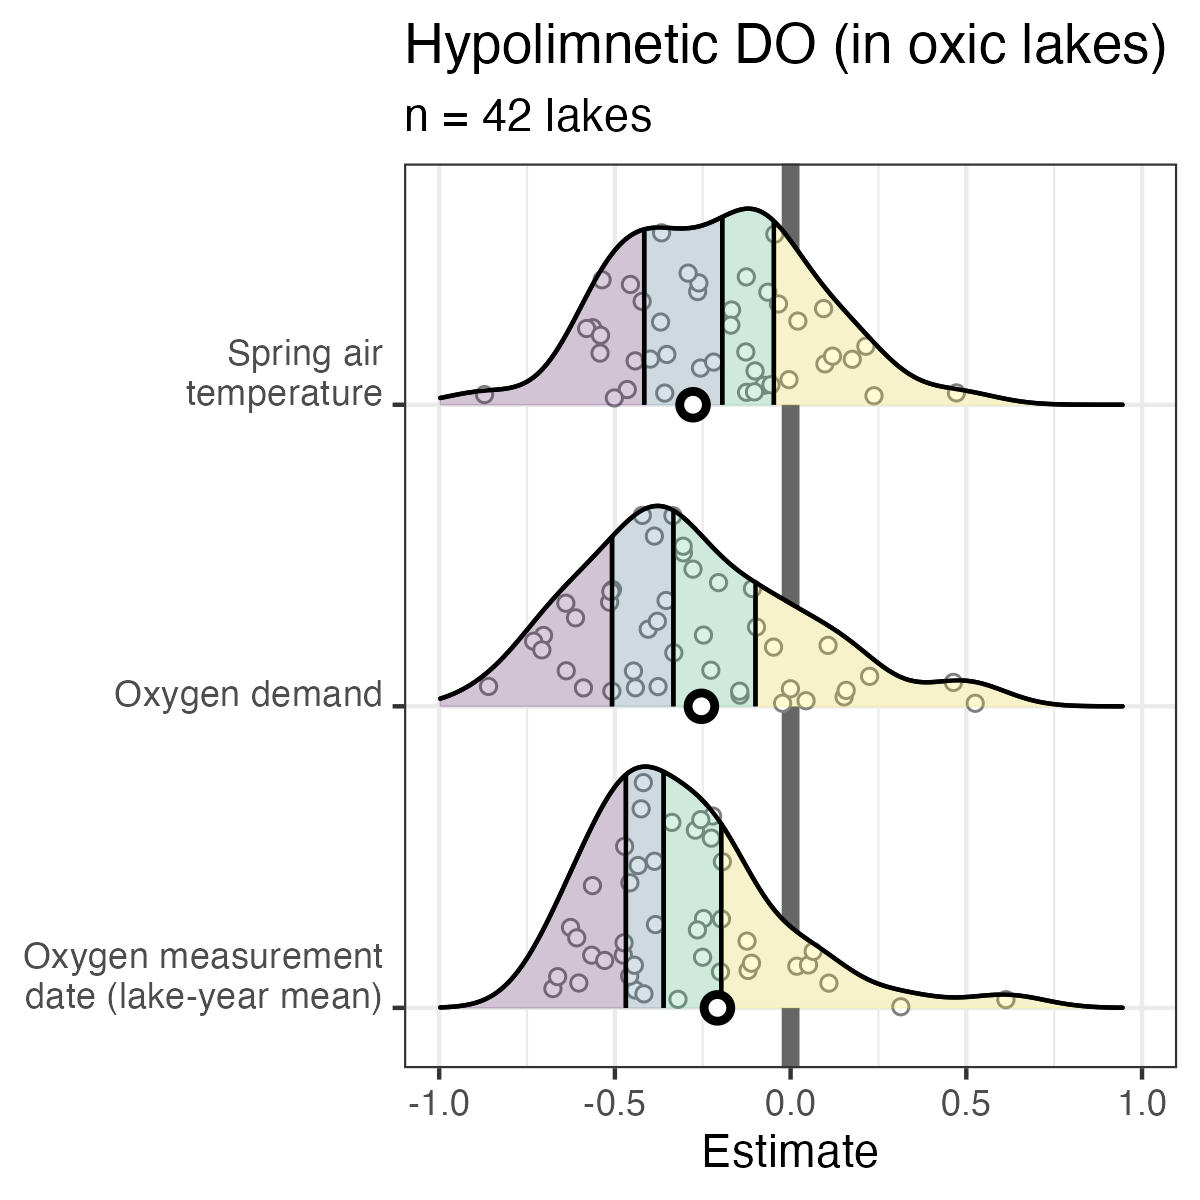 Hypolimnetic DO (in oxic lakes)
n = 42 lakes
Spring air
temperature
Oxygen demand
Oxygen measurement
date (lake-year mean)
-1.0 -0.5 0.0 0.5 1.0
Estimate